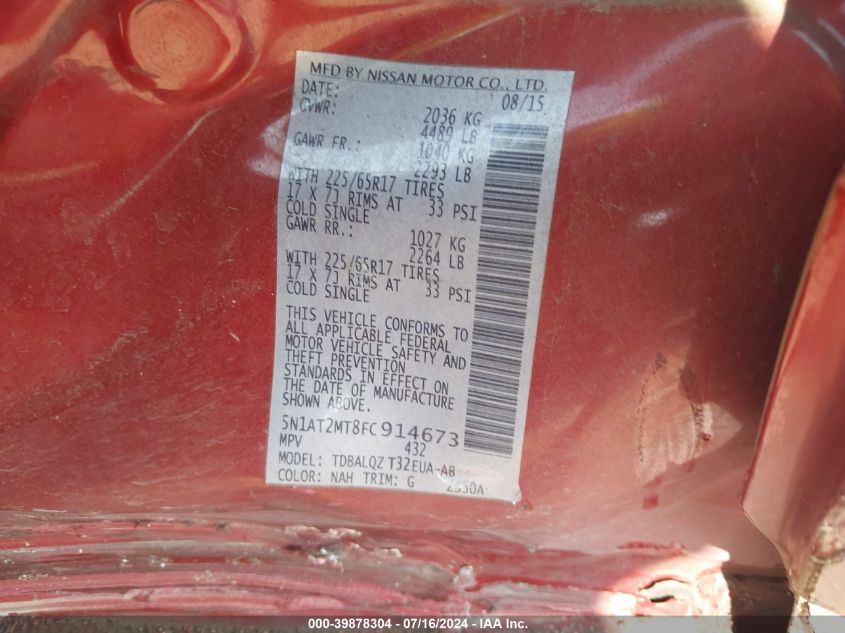 MFD BY NISSAN MOTOR CO., LTD.
DATE: 08/15
GVWR: 2036 KG
4489 LB
GAWR FR.: 1040 KG
2293 LB
WITH 225/65R17 TIRES
17 X 7J RIMS AT 33 PSI
COLD SINGLE
GAWR RR.: 1027 KG
2264 LB
WITH 225/65R17 TIRES
17 X 7J RIMS AT 33 PSI
COLD SINGLE
THIS VEHICLE CONFORMS TO
ALL APPLICABLE FEDERAL
MOTOR VEHICLE SAFETY AND
THEFT PREVENTION
STANDARDS IN EFFECT ON
THE DATE OF MANUFACTURE
SHOWN ABOVE.
5N1AT2MT8FC914673
MPV 432
MODEL: TDBALQZ T32EUA-AB
COLOR: NAH TRIM: G 2530A
000-39878304 - 07/16/2024 - IAA Inc.